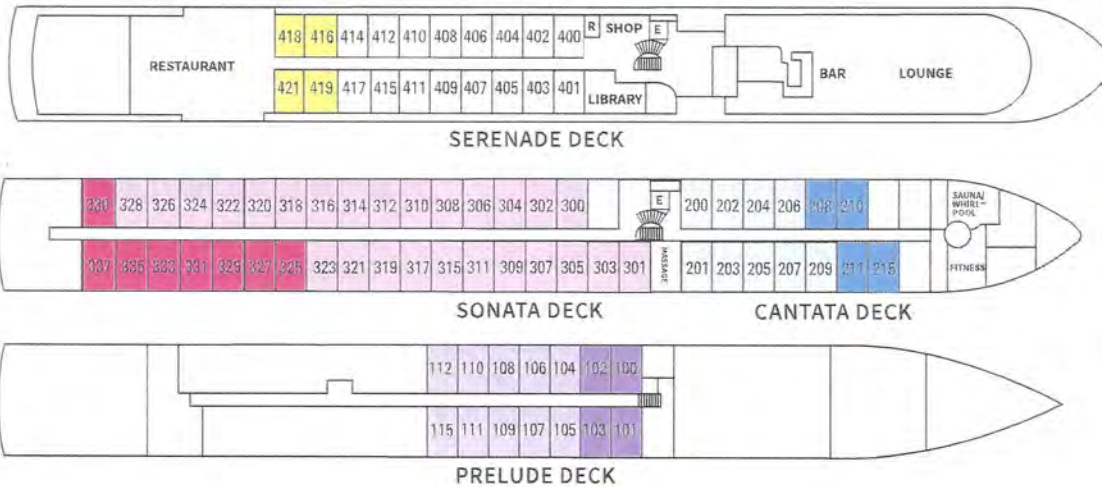 418 416 414 412 410 408 406 404 402 400 R SHOP E
RESTAURANT
BAR LOUNGE
421 419 417 415 411 409 407 405 403 401 LIBRARY
SERENADE DECK
330 328 326 324 322 320 318 316 314 312 310 308 306 304 302 300 E 200 202 204 206 208 210
SAUNA/
WHIRL-
POOL
337 335 333 331 329 327 325 323 321 319 317 315 311 309 307 305 303 301 MASSAGE 201 203 205 207 209 211 215 FITNESS
SONATA DECK CANTATA DECK
112 110 108 106 104 102 100
115 111 109 107 105 103 101
PRELUDE DECK